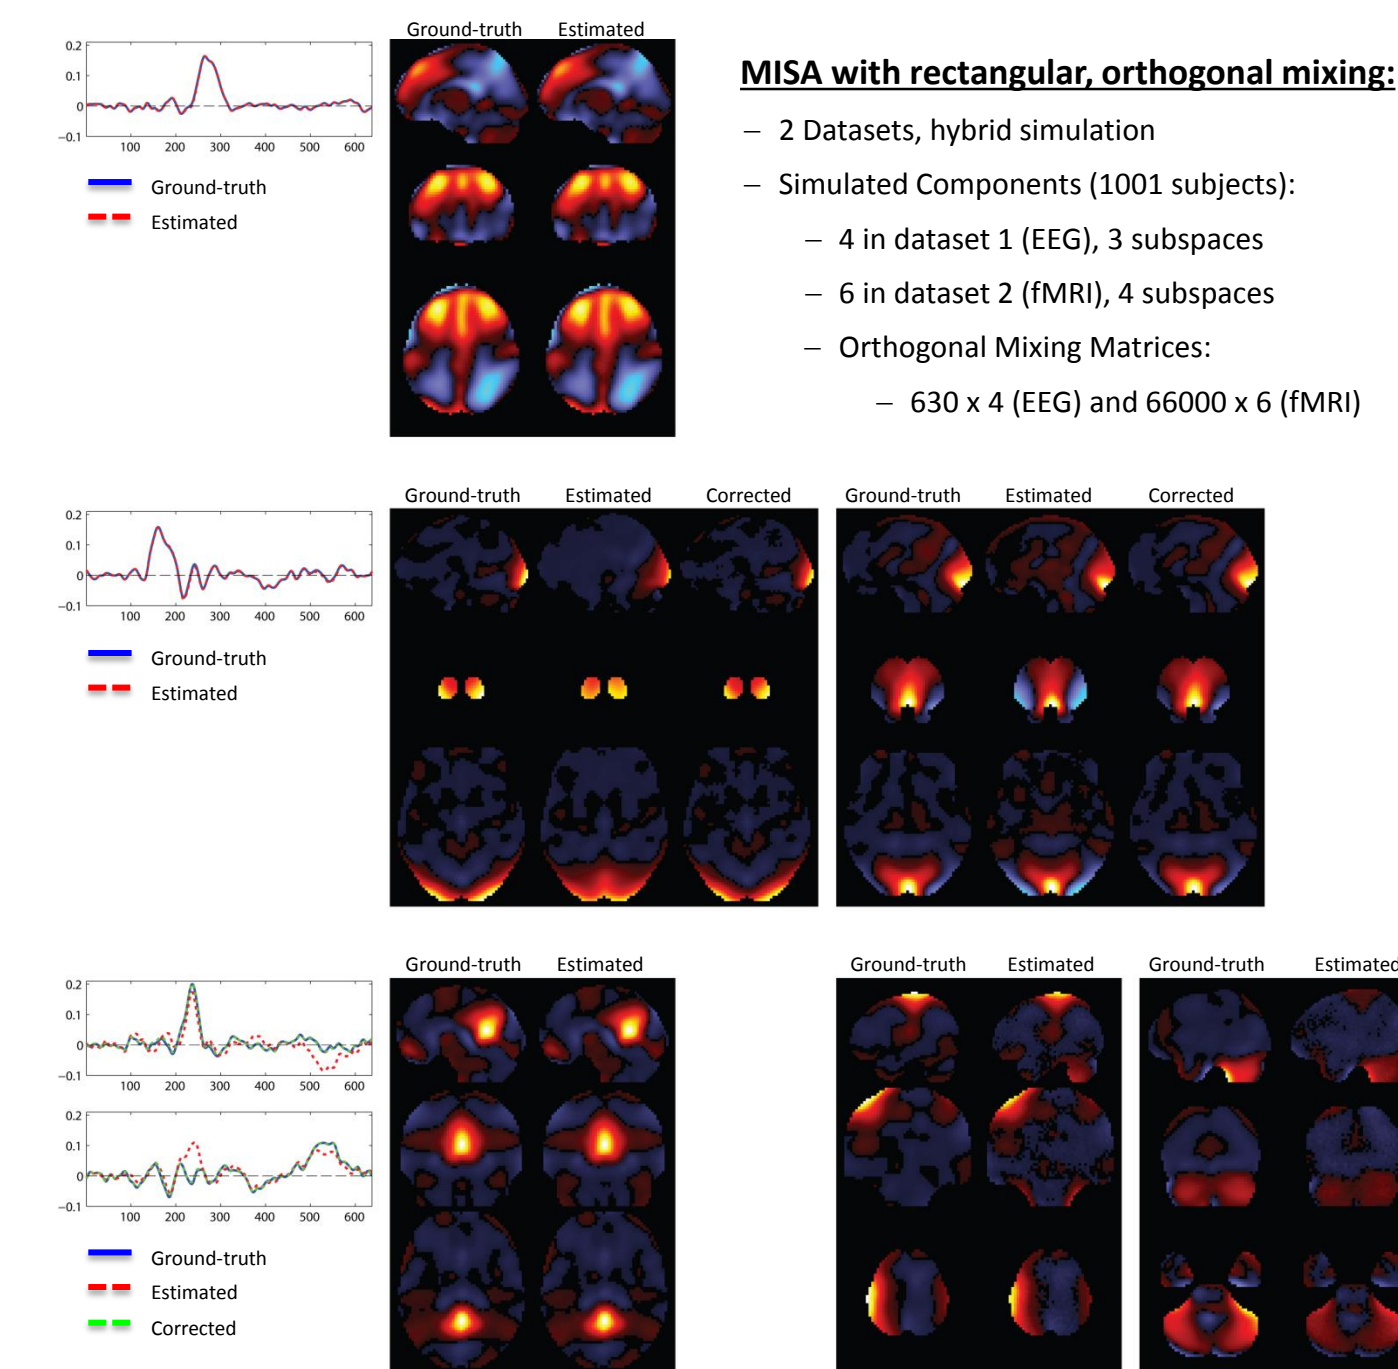 Ground-truth Estimated
0.2
0.1
0
−0.1
100 200 300 400 500 600
Ground-truth
Estimated
MISA with rectangular, orthogonal mixing:
– 2 Datasets, hybrid simulation
– Simulated Components (1001 subjects):
– 4 in dataset 1 (EEG), 3 subspaces
– 6 in dataset 2 (fMRI), 4 subspaces
– Orthogonal Mixing Matrices:
– 630 x 4 (EEG) and 66000 x 6 (fMRI)
Ground-truth Estimated Corrected Ground-truth Estimated Corrected
0.2
0.1
0
−0.1
100 200 300 400 500 600
Ground-truth
Estimated
Ground-truth Estimated Ground-truth Estimated Ground-truth Estimated
0.2
0.1
0
−0.1
100 200 300 400 500 600
0.2
0.1
0
−0.1
100 200 300 400 500 600
Ground-truth
Estimated
Corrected